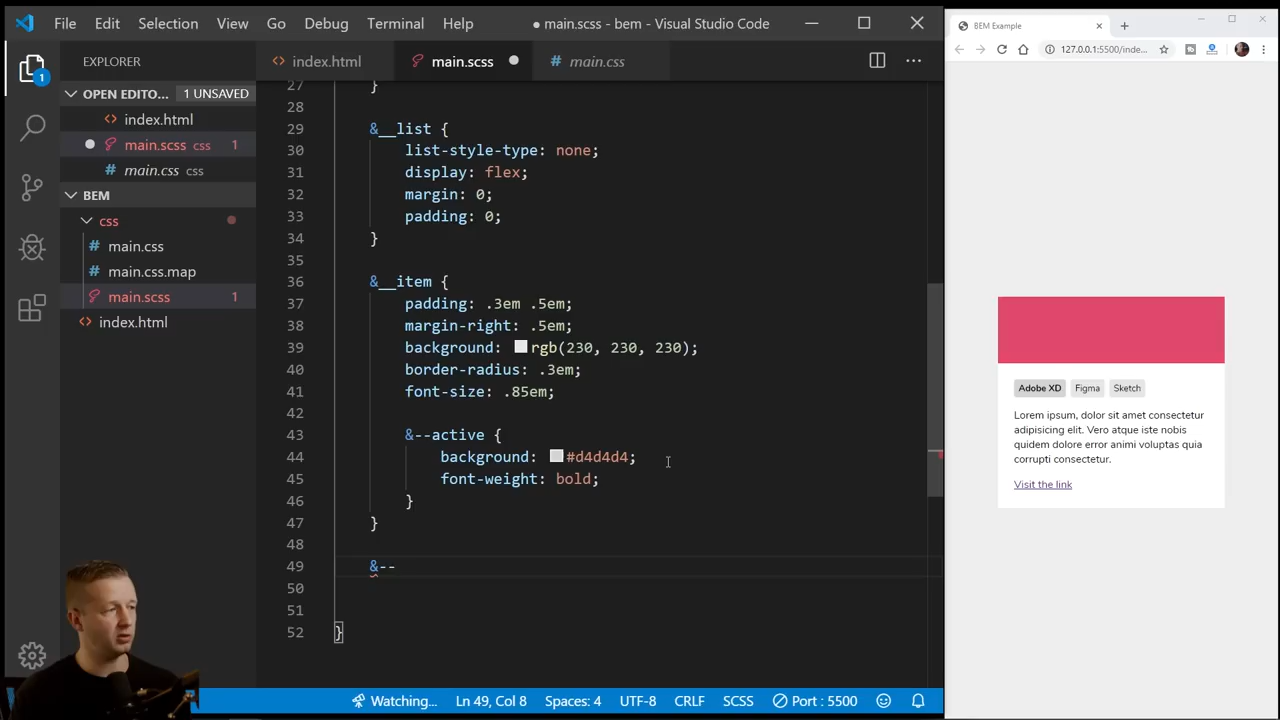 File Edit Selection View Go Debug Terminal Help ● main.scss - bem - Visual Studio Code
EXPLORER
OPEN EDITO... 1 UNSAVED
index.html
main.scss css 1
main.css css
BEM
css
main.css
main.css.map
main.scss 1
index.html
1
index.html main.scss main.css
27 }
28
29 &__list {
30 list-style-type: none;
31 display: flex;
32 margin: 0;
33 padding: 0;
34 }
35
36 &__item {
37 padding: .3em .5em;
38 margin-right: .5em;
39 background: rgb(230, 230, 230);
40 border-radius: .3em;
41 font-size: .85em;
42
43 &--active {
44 background: #d4d4d4;
45 font-weight: bold;
46 }
47 }
48
49 &--
50
51
52 }
Watching... Ln 49, Col 8 Spaces: 4 UTF-8 CRLF SCSS Port : 5500
BEM Example
127.0.0.1:5500/inde...
Adobe XD Figma Sketch
Lorem ipsum, dolor sit amet consectetur
adipisicing elit. Vero atque iste nobis
quidem dolore error animi voluptas quia
corrupti consectetur.
Visit the link